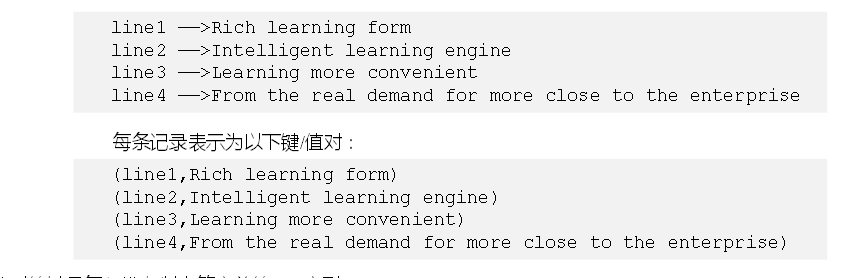 line1 ——>Rich learning form
line2 ——>Intelligent learning engine
line3 ——>Learning more convenient
line4 ——>From the real demand for more close to the enterprise
每条记录表示为以下键/值对：
(line1,Rich learning form)
(line2,Intelligent learning engine)
(line3,Learning more convenient)
(line4,From the real demand for more close to the enterprise)